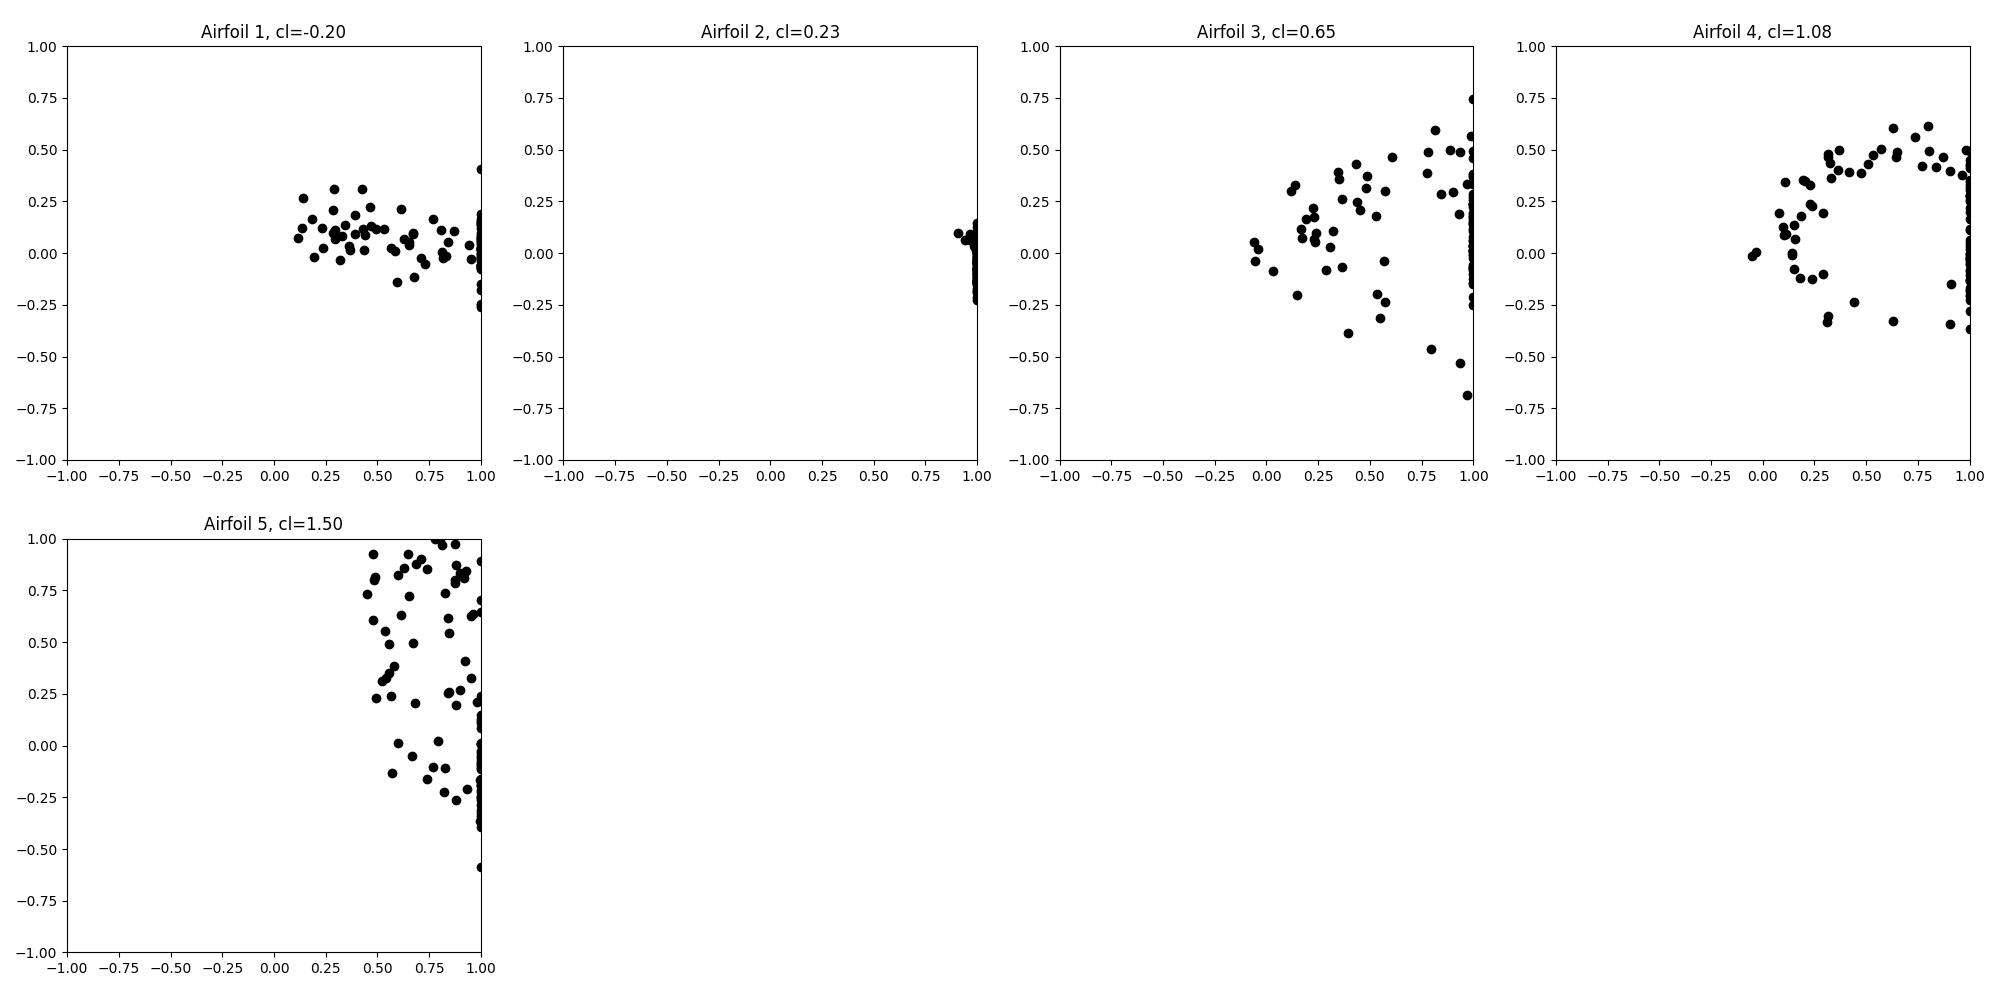 Airfoil 1, cl=-0.20
Airfoil 2, cl=0.23
Airfoil 3, cl=0.65
Airfoil 4, cl=1.08
1.00 1.00 1.00 1.00
0.75 0.75 0.75 0.75
0.50 0.50 0.50 0.50
0.25 0.25 0.25 0.25
0.00 0.00 0.00 0.00
−0.25 −0.25 −0.25 −0.25
−0.50 −0.50 −0.50 −0.50
−0.75 −0.75 −0.75 −0.75
−1.00 −1.00 −1.00 −1.00
−1.00 −0.75 −0.50 −0.25 0.00 0.25 0.50 0.75 1.00
−1.00 −0.75 −0.50 −0.25 0.00 0.25 0.50 0.75 1.00
−1.00 −0.75 −0.50 −0.25 0.00 0.25 0.50 0.75 1.00
−1.00 −0.75 −0.50 −0.25 0.00 0.25 0.50 0.75 1.00
Airfoil 5, cl=1.50
1.00
0.75
0.50
0.25
0.00
−0.25
−0.50
−0.75
−1.00
−1.00 −0.75 −0.50 −0.25 0.00 0.25 0.50 0.75 1.00